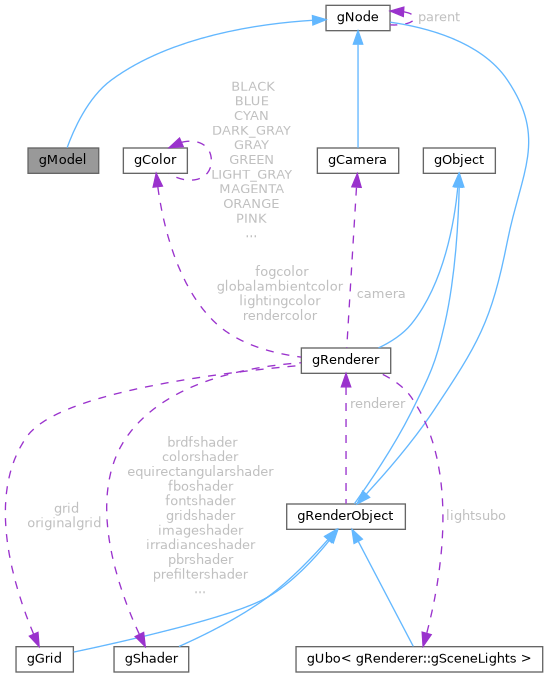 gNode
parent
BLACK
BLUE
CYAN
DARK_GRAY
GRAY
GREEN
LIGHT_GRAY
MAGENTA
ORANGE
PINK
...
gModel
gColor
gCamera
gObject
fogcolor
globalambientcolor
lightingcolor
rendercolor
camera
gRenderer
renderer
brdfshader
colorshader
equirectangularshader
fboshader
fontshader
gridshader
imageshader
irradianceshader
pbrshader
prefiltershader
...
grid
originalgrid
gRenderObject
lightsubo
gGrid
gShader
gUbo< gRenderer::gSceneLights >